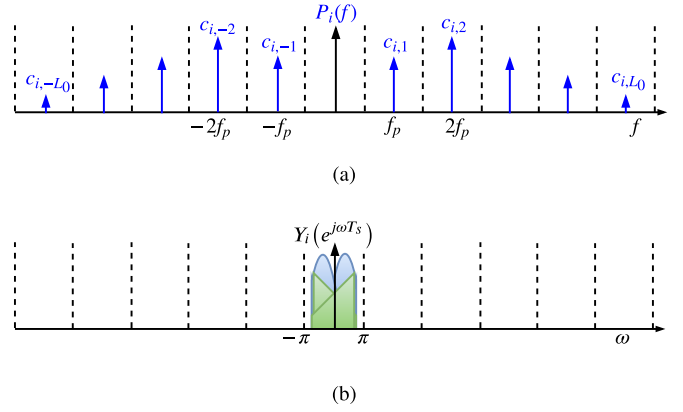 P_i(f)
c_{i,-L_0} c_{i,-2} c_{i,-1} c_{i,1} c_{i,2} c_{i,L_0}
-2f_p -f_p f_p 2f_p f
(a)
Y_i(e^{jωT_s})
-π π ω
(b)